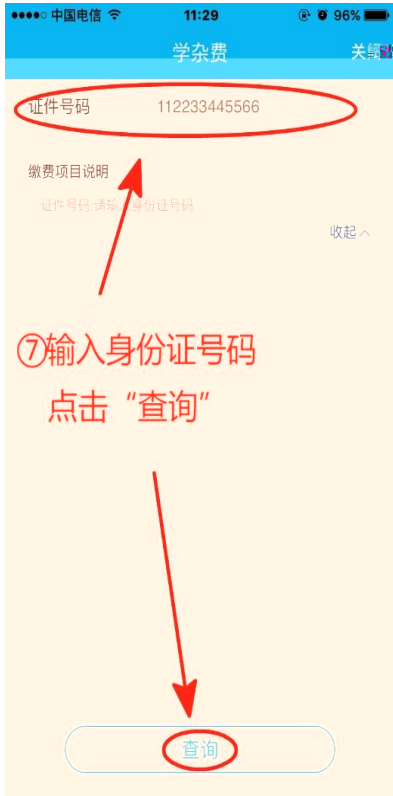 中国电信 11:29 96%
学杂费
证件号码 112233445566
缴费项目说明
证件号码:请输入身份证号码
收起
⑦输入身份证号码
点击“查询”
查询